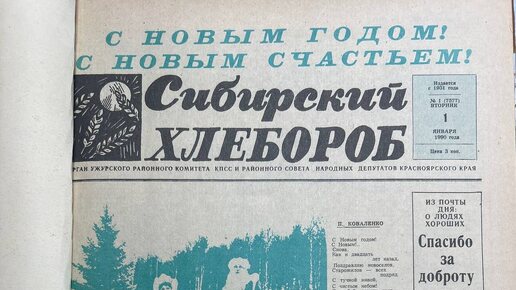 С НОВЫМ ГОДОМ!
С НОВЫМ СЧАСТЬЕМ!
Сибирский
ХЛЕБОРОБ
Издается
с 1931 года
№ 1 (7577)
ВТОРНИК
1
ЯНВАРЯ
1990 года
Цена 3 коп.
ОРГАН УЖУРСКОГО РАЙОННОГО КОМИТЕТА КПСС И РАЙОННОГО СОВЕТА НАРОДНЫХ ДЕПУТАТОВ КРАСНОЯРСКОГО КРАЯ
П. КОВАЛЕНКО
С Новым годом!
С Новым!..
Снова,
Как и двадцать
лет назад,
Поздравляю новоселов,
Старожилов — всех
подряд
С тучной нивой,
С чистым небом!
ИЗ ПОЧТЫ
ДНЯ:
О ЛЮДЯХ
ХОРОШИХ
Спасибо
за
доброту